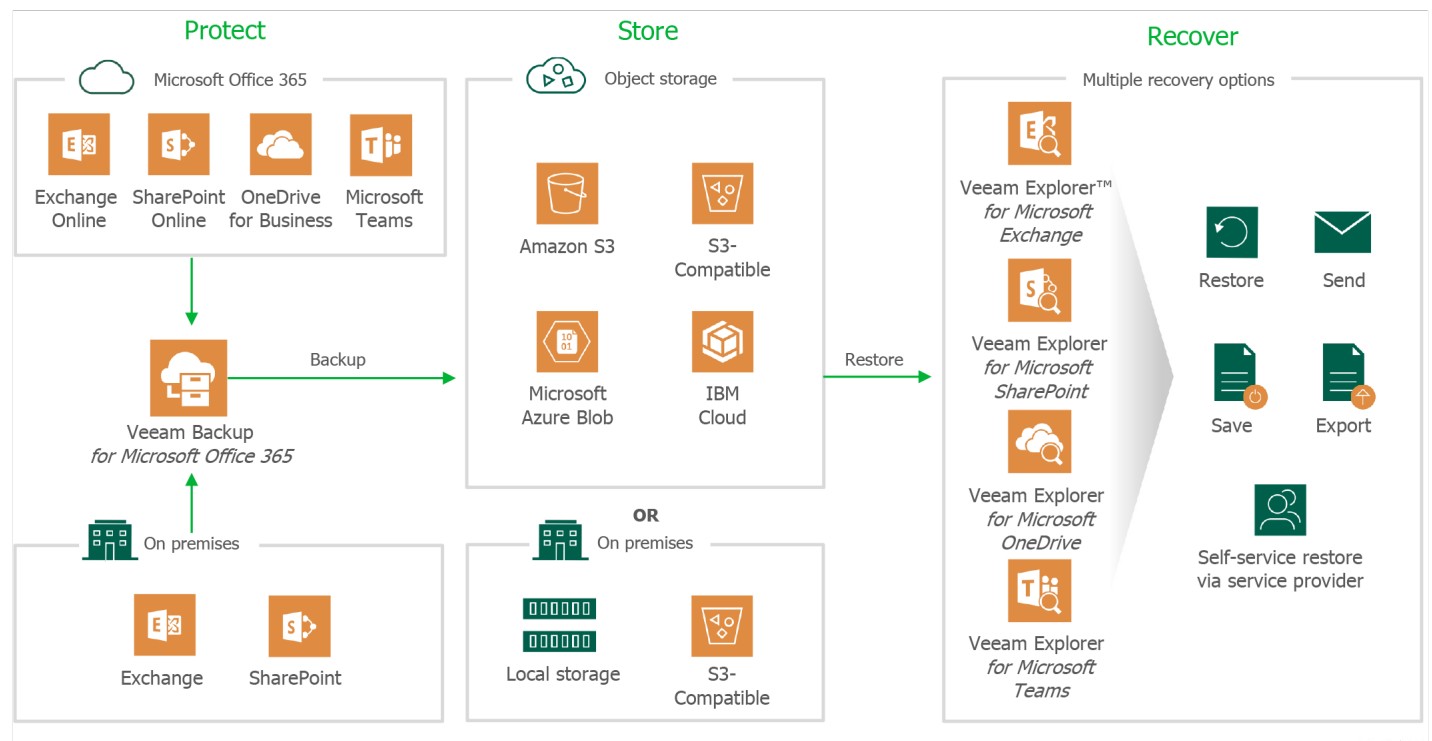 Protect
Microsoft Office 365
Exchange
Online
SharePoint
Online
OneDrive
for Business
Microsoft
Teams
Veeam Backup
for Microsoft Office 365
On premises
Exchange
SharePoint
Backup
Store
Object storage
Amazon S3
S3-
Compatible
Microsoft
Azure Blob
10
01
IBM
Cloud
OR
On premises
Local storage
S3-
Compatible
Restore
Recover
Multiple recovery options
Veeam Explorer™
for Microsoft
Exchange
Veeam Explorer
for Microsoft
SharePoint
Veeam Explorer
for Microsoft
OneDrive
Veeam Explorer
for Microsoft
Teams
Restore
Send
Save
Export
Self-service restore
via service provider